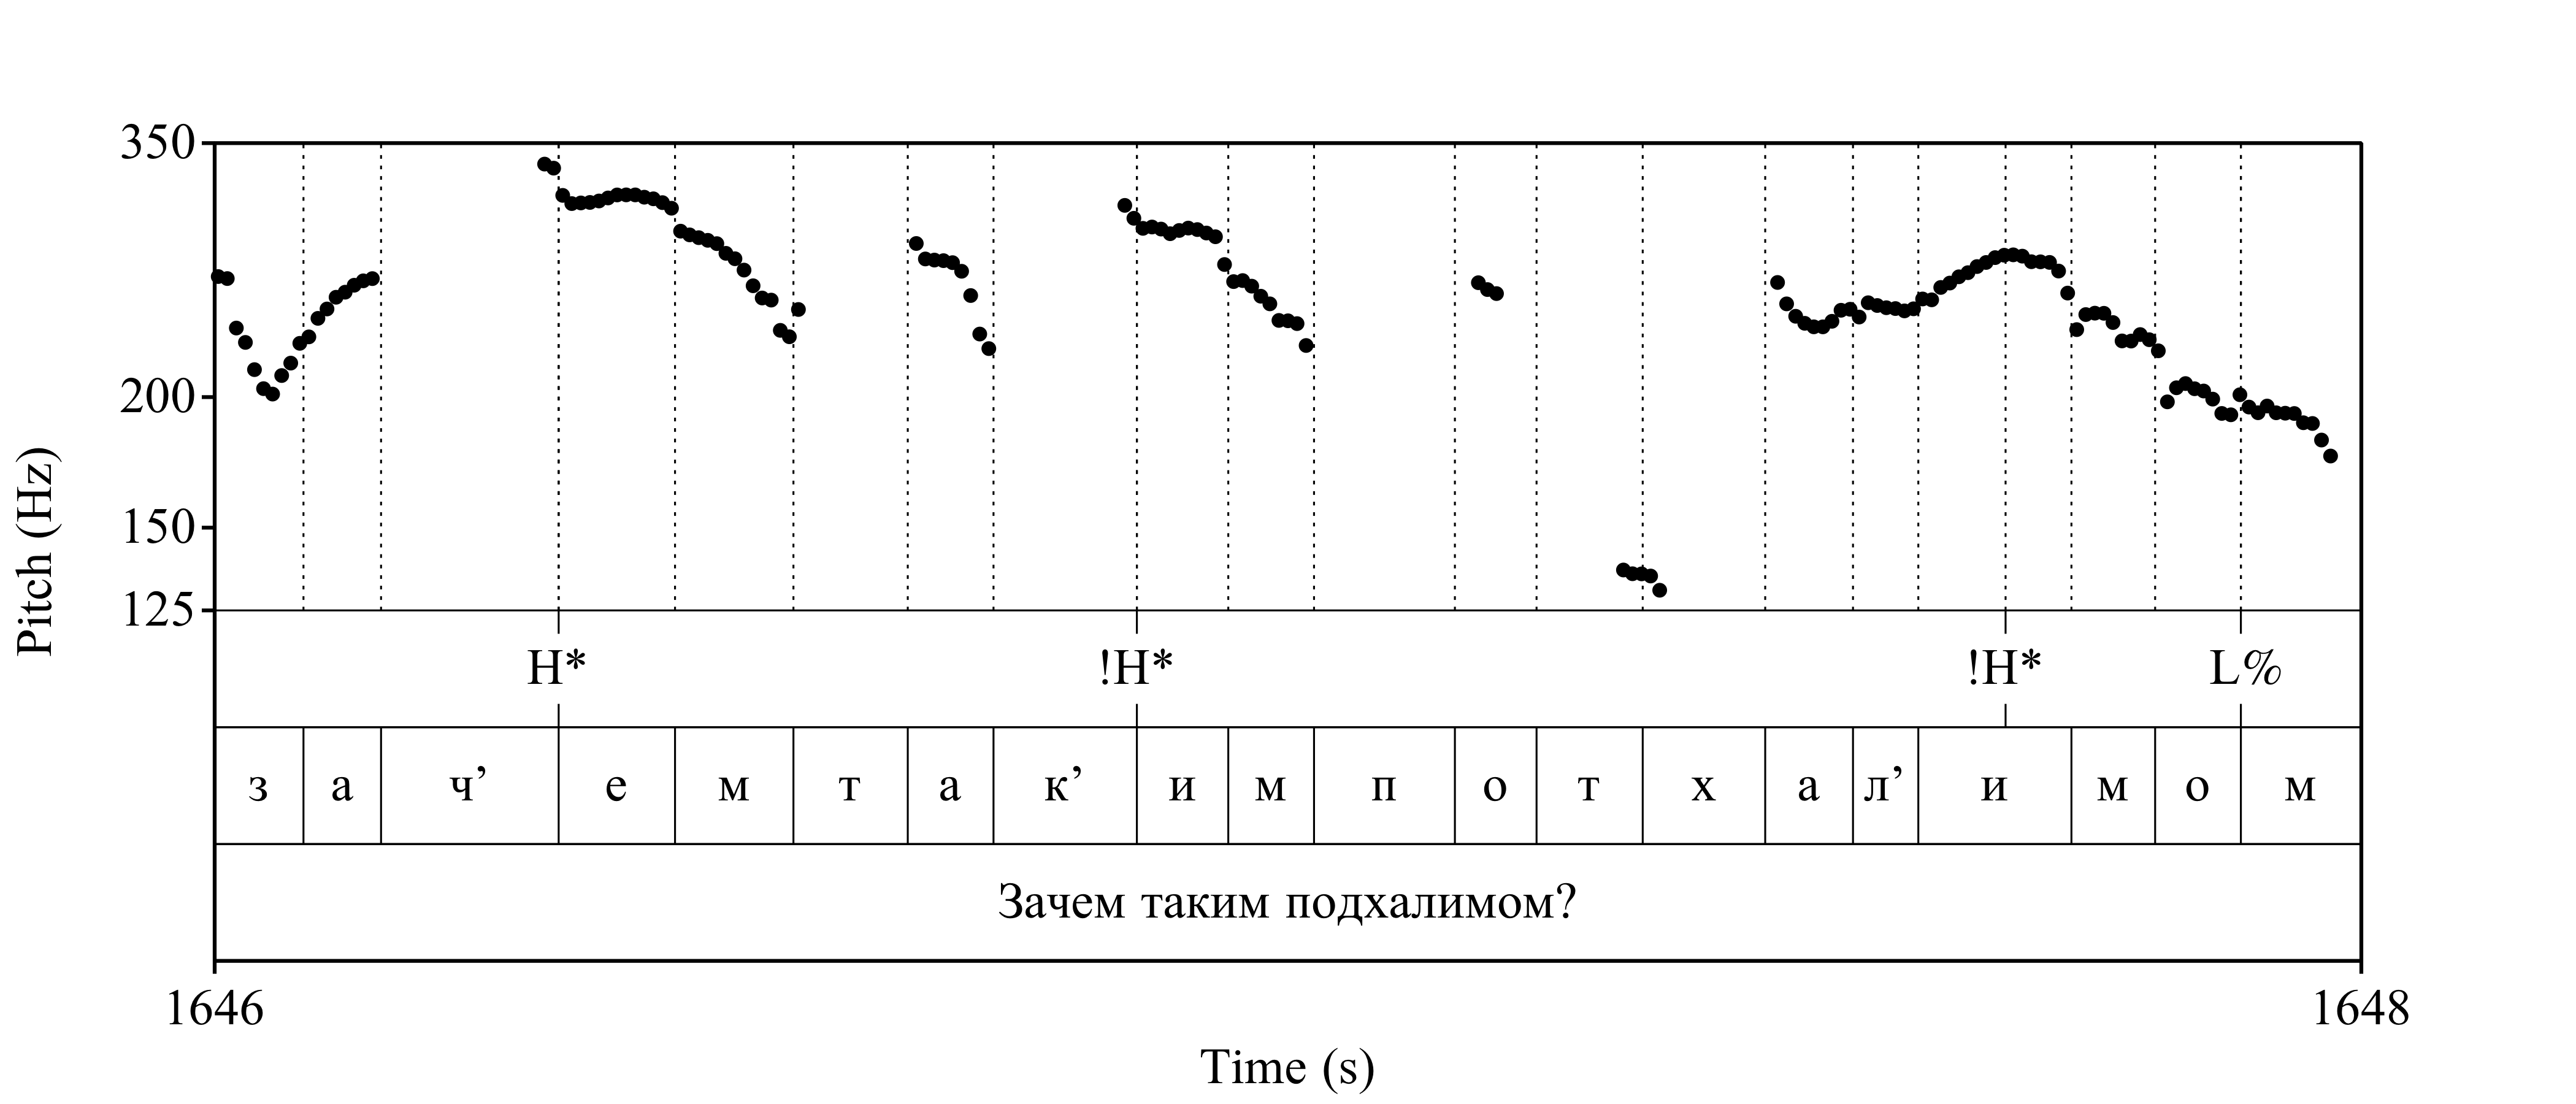 350
200
150
125
Pitch (Hz)
H* !H* !H* L%
з а ч’ е м т а к’ и м п о т х а л’ и м о м
Зачем таким подхалимом?
1646 1648
Time (s)